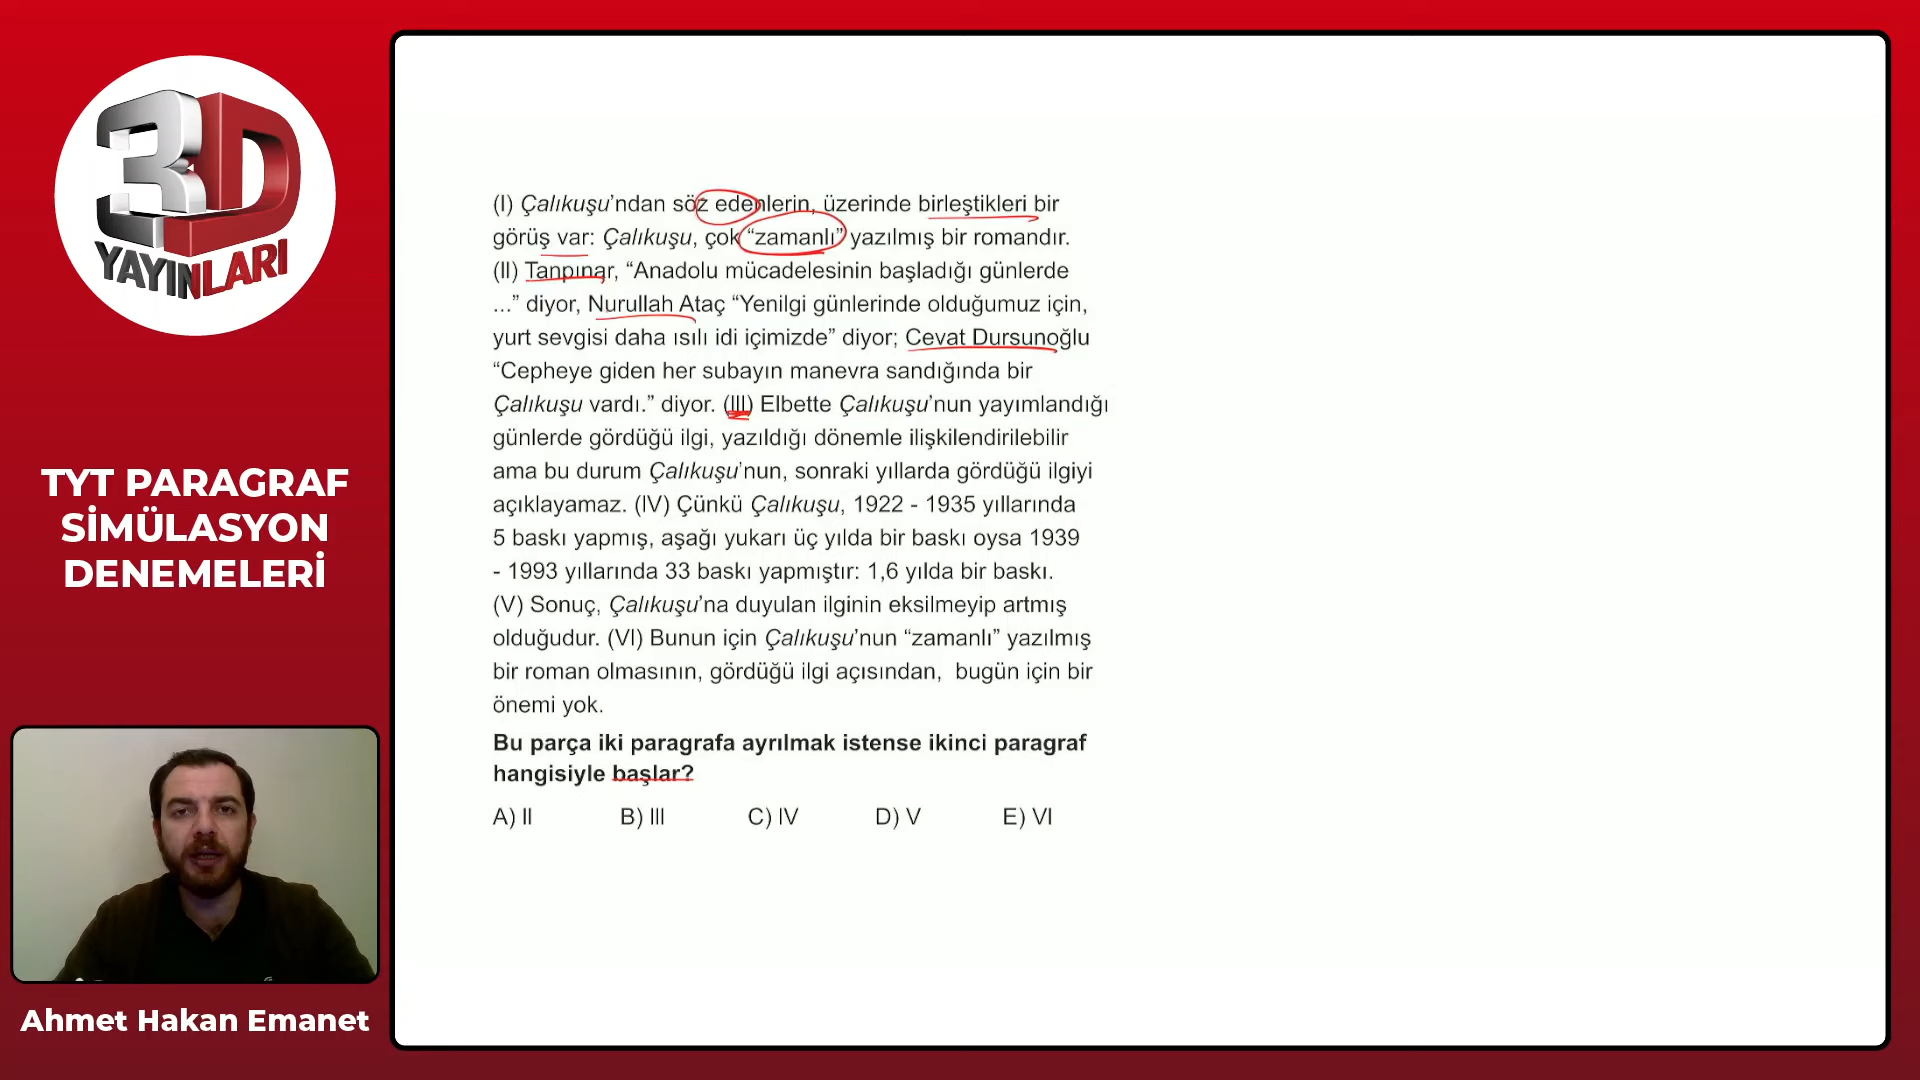 3D
YAYINLARI
TYT PARAGRAF
SİMÜLASYON
DENEMELERİ
Ahmet Hakan Emanet
(I) Çalıkuşu’ndan söz edenlerin, üzerinde birleştikleri bir
görüş var: Çalıkuşu, çok “zamanlı” yazılmış bir romandır.
(II) Tanpınar, “Anadolu mücadelesinin başladığı günlerde
...” diyor, Nurullah Ataç “Yenilgi günlerinde olduğumuz için,
yurt sevgisi daha ısılı idi içimizde” diyor; Cevat Dursunoğlu
“Cepheye giden her subayın manevra sandığında bir
Çalıkuşu vardı.” diyor. (III) Elbette Çalıkuşu’nun yayımlandığı
günlerde gördüğü ilgi, yazıldığı dönemle ilişkilendirilebilir
ama bu durum Çalıkuşu’nun, sonraki yıllarda gördüğü ilgiyi
açıklayamaz. (IV) Çünkü Çalıkuşu, 1922 - 1935 yıllarında
5 baskı yapmış, aşağı yukarı üç yılda bir baskı oysa 1939
- 1993 yıllarında 33 baskı yapmıştır: 1,6 yılda bir baskı.
(V) Sonuç, Çalıkuşu’na duyulan ilginin eksilmeyip artmış
olduğudur. (VI) Bunun için Çalıkuşu’nun “zamanlı” yazılmış
bir roman olmasının, gördüğü ilgi açısından, bugün için bir
önemi yok.
Bu parça iki paragrafa ayrılmak istense ikinci paragraf
hangisiyle başlar?
A) II B) III C) IV D) V E) VI